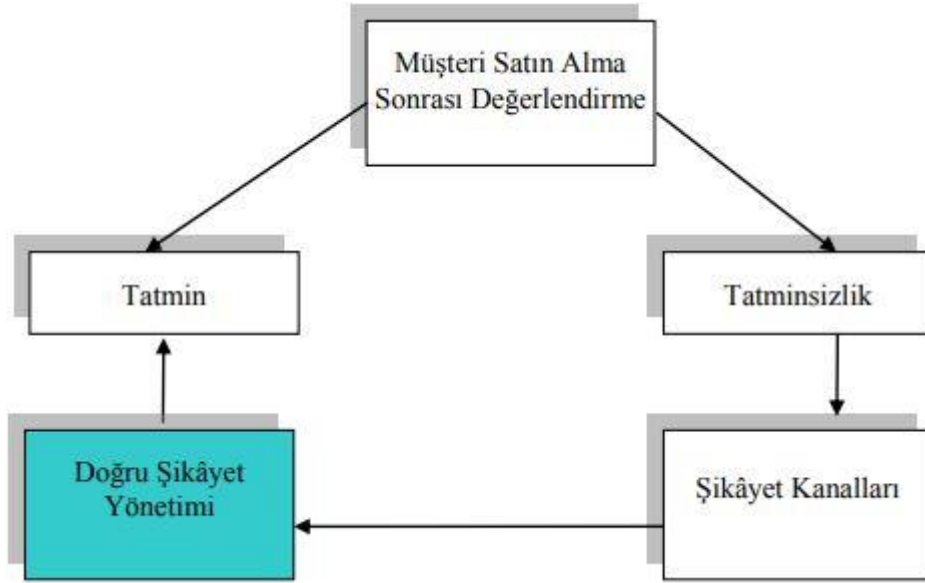 Müşteri Satın Alma
Sonrası Değerlendirme
Tatmin
Tatminsizlik
Doğru Şikâyet
Yönetimi
Şikâyet Kanalları